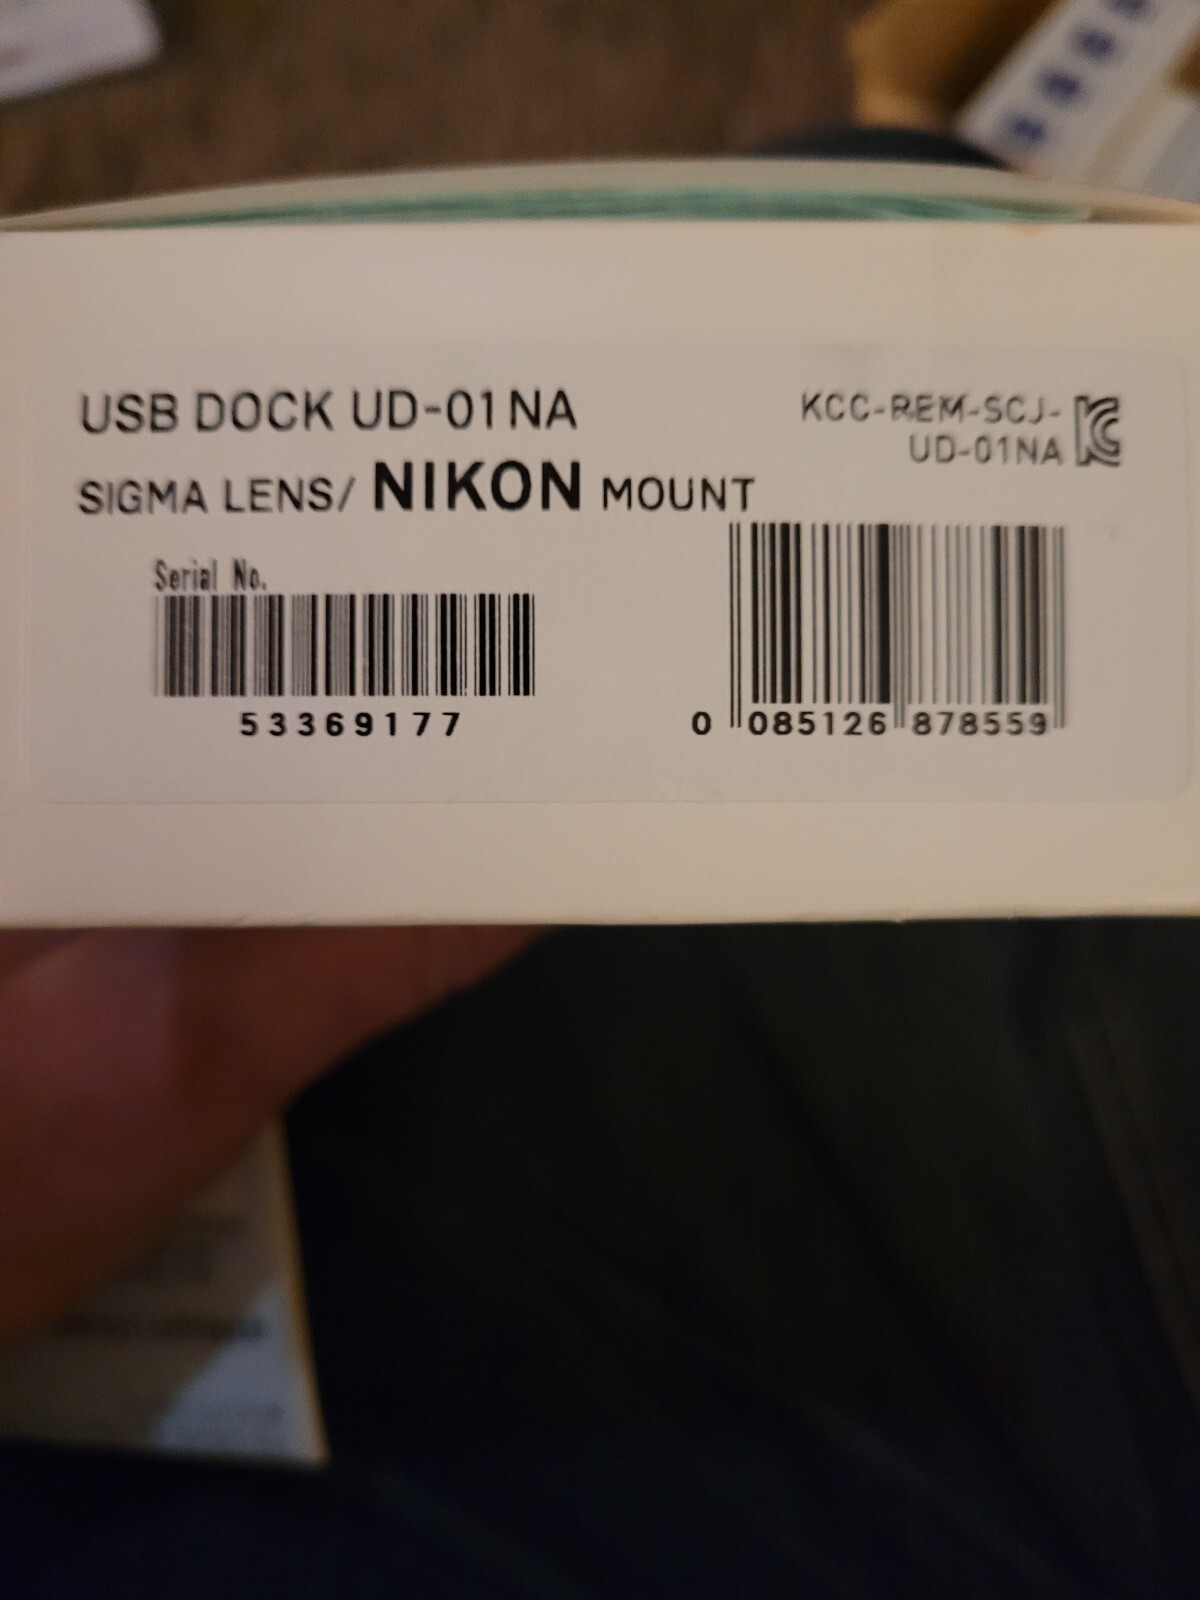 USB DOCK UD-01NA
KCC-REM-SCJ-
UD-01NA
SIGMA LENS/ NIKON MOUNT
Serial No.
53369177
0 085126 878559